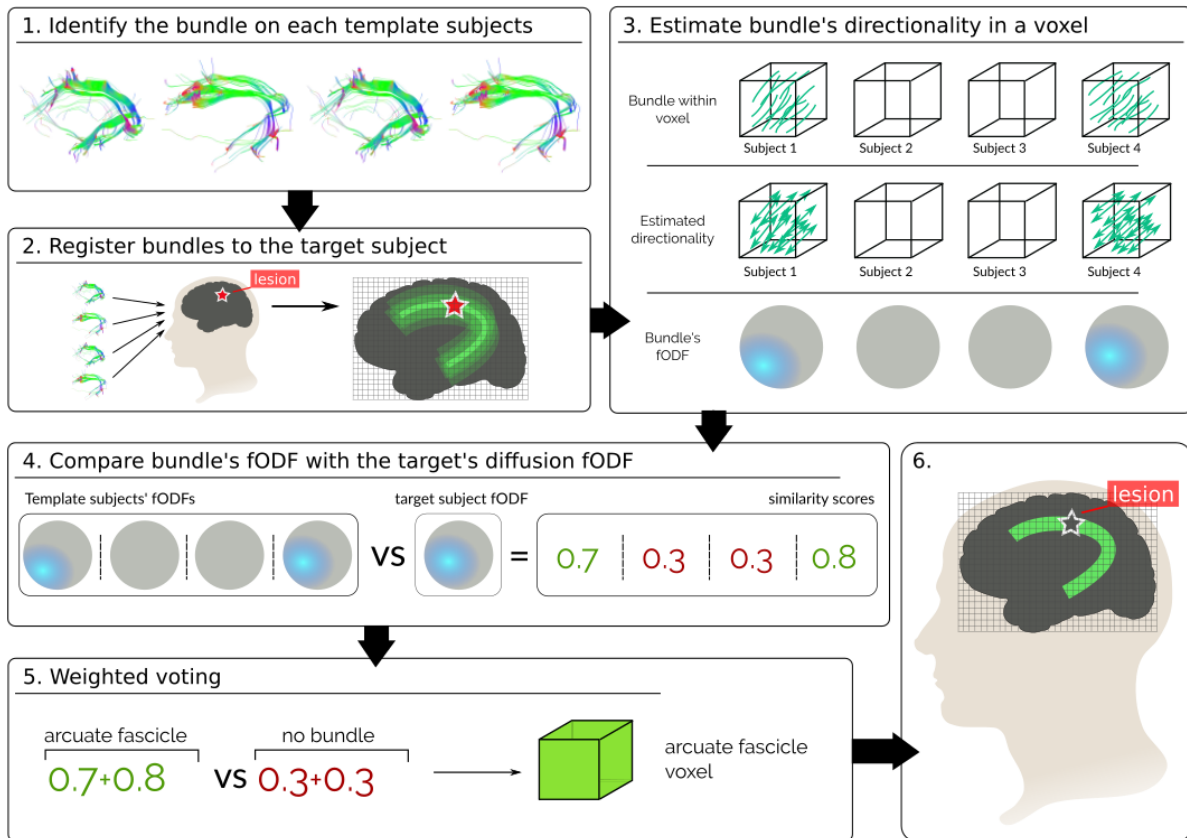 1. Identify the bundle on each template subjects
2. Register bundles to the target subject
lesion
3. Estimate bundle's directionality in a voxel
Bundle within
voxel
Subject 1
Subject 2
Subject 3
Subject 4
Estimated
directionality
Subject 1
Subject 2
Subject 3
Subject 4
Bundle's
fODF
4. Compare bundle's fODF with the target's diffusion fODF
Template subjects' fODFs
target subject fODF
similarity scores
VS
=
0.7
0.3
0.3
0.8
5. Weighted voting
arcuate fascicle
no bundle
0.7+0.8
VS
0.3+0.3
arcuate fascicle
voxel
6.
lesion